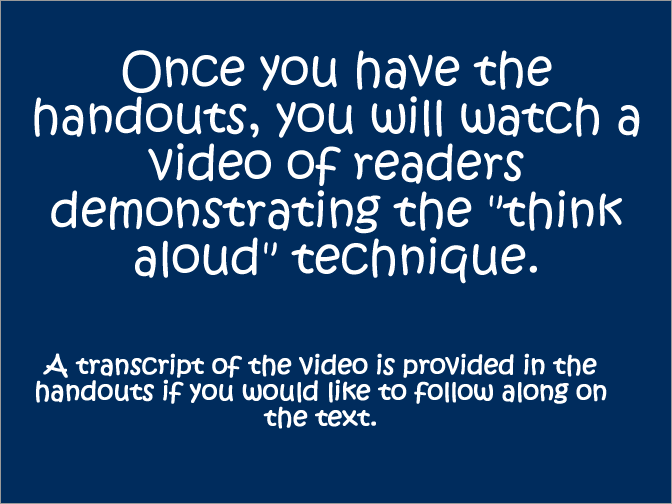 Once you have the
handouts, you will watch a
video of readers
demonstrating the "think
aloud" technique.
A transcript of the video is provided in the
handouts if you would like to follow along on
the text.